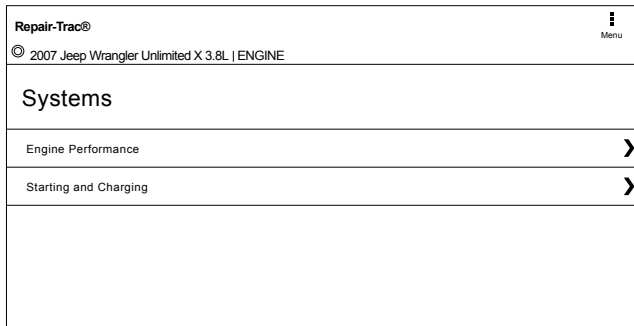 Repair-Trac®
Menu
2007 Jeep Wrangler Unlimited X 3.8L | ENGINE
Systems
Engine Performance
Starting and Charging